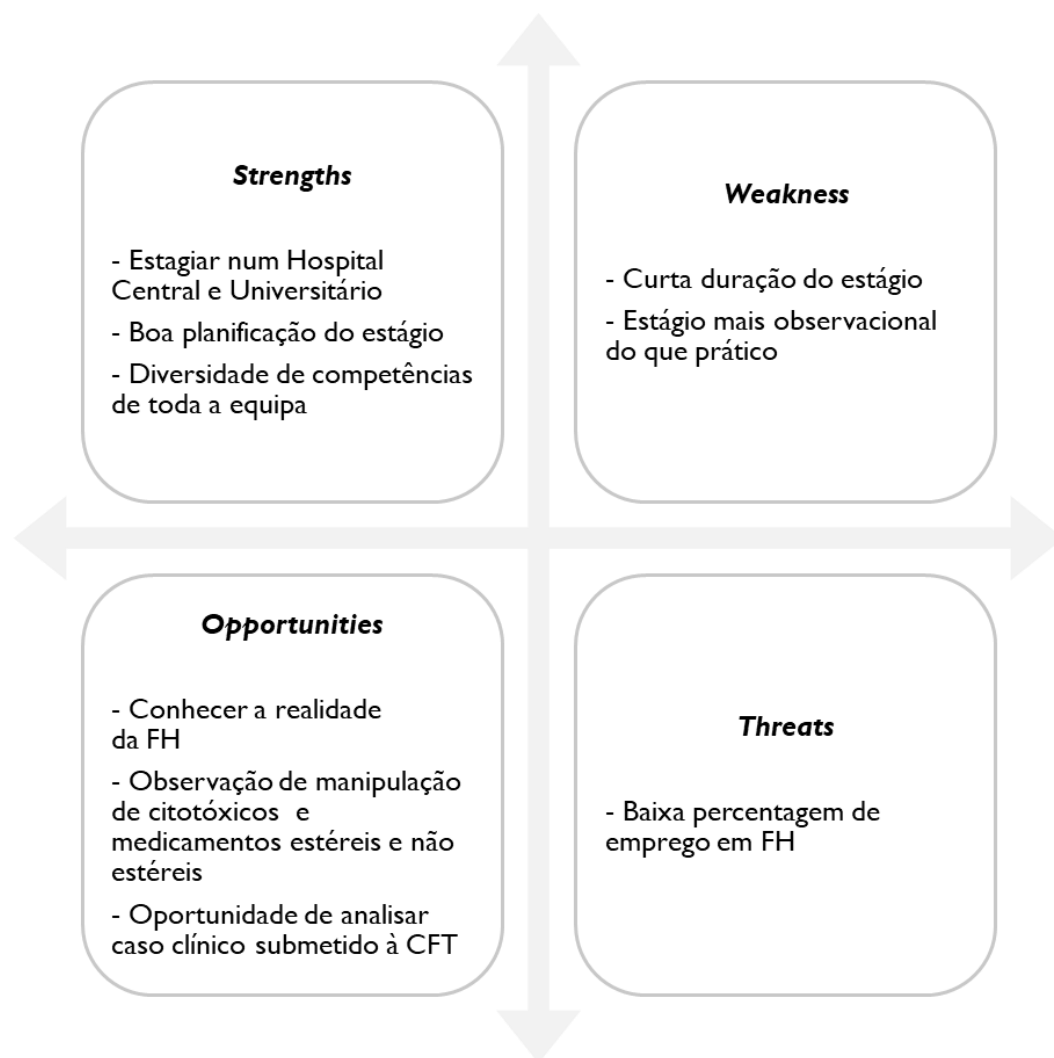 Strengths
- Estagiar num Hospital
Central e Universitário
- Boa planificação do estágio
- Diversidade de competências
de toda a equipa
Weakness
- Curta duração do estágio
- Estágio mais observacional
do que prático
Opportunities
- Conhecer a realidade
da FH
- Observação de manipulação
de citotóxicos e
medicamentos estéreis e não
estéreis
- Oportunidade de analisar
caso clínico submetido à CFT
Threats
- Baixa percentagem de
emprego em FH